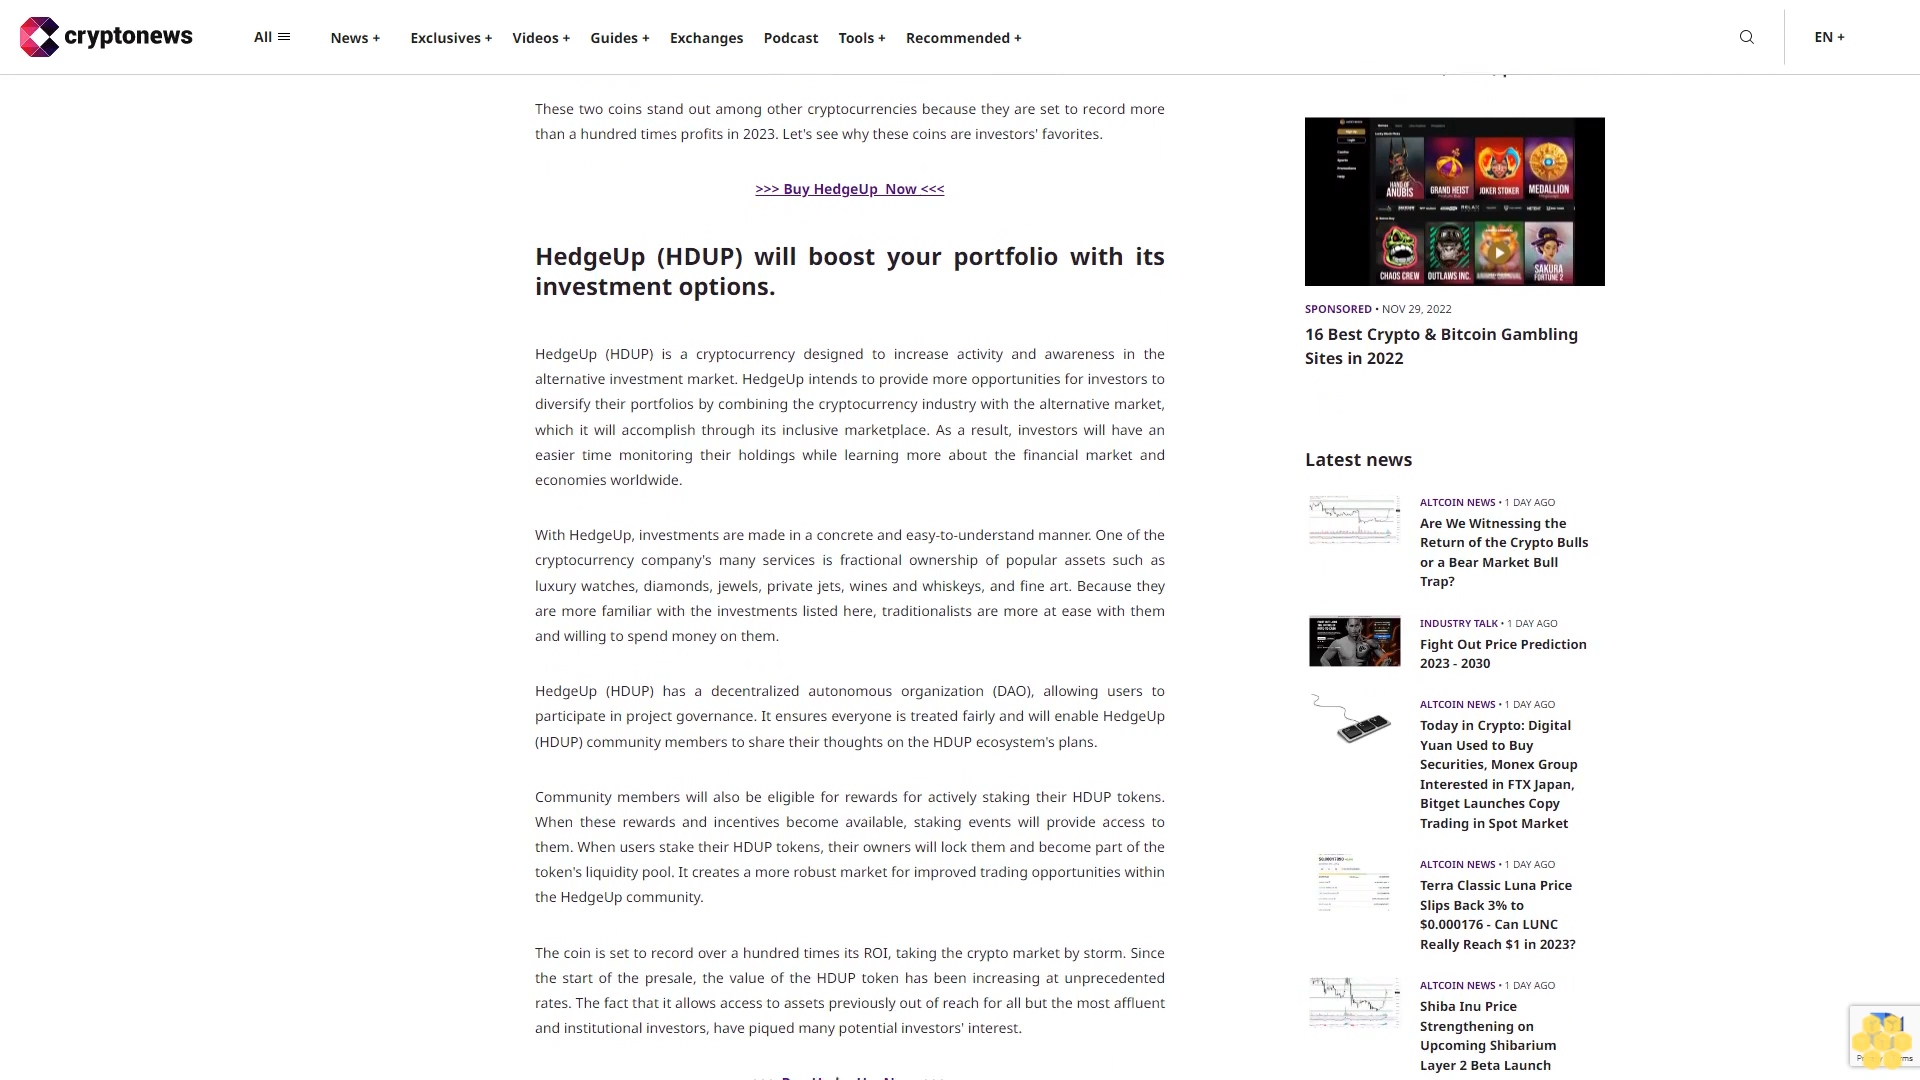 cryptonews
All
News +
Exclusives +
Videos +
Guides +
Exchanges
Podcast
Tools +
Recommended +
EN +
These two coins stand out among other cryptocurrencies because they are set to record more
than a hundred times profits in 2023. Let's see why these coins are investors' favorites.
>>> Buy HedgeUp Now <<<
HedgeUp (HDUP) will boost your portfolio with its
investment options.
HedgeUp (HDUP) is a cryptocurrency designed to increase activity and awareness in the
alternative investment market. HedgeUp intends to provide more opportunities for investors to
diversify their portfolios by combining the cryptocurrency industry with the alternative market,
which it will accomplish through its inclusive marketplace. As a result, investors will have an
easier time monitoring their holdings while learning more about the financial market and
economies worldwide.
With HedgeUp, investments are made in a concrete and easy-to-understand manner. One of the
cryptocurrency company's many services is fractional ownership of popular assets such as
luxury watches, diamonds, jewels, private jets, wines and whiskeys, and fine art. Because they
are more familiar with the investments listed here, traditionalists are more at ease with them
and willing to spend money on them.
HedgeUp (HDUP) has a decentralized autonomous organization (DAO), allowing users to
participate in project governance. It ensures everyone is treated fairly and will enable HedgeUp
(HDUP) community members to share their thoughts on the HDUP ecosystem's plans.
Community members will also be eligible for rewards for actively staking their HDUP tokens.
When these rewards and incentives become available, staking events will provide access to
them. When users stake their HDUP tokens, their owners will lock them and become part of the
token's liquidity pool. It creates a more robust market for improved trading opportunities within
the HedgeUp community.
The coin is set to record over a hundred times its ROI, taking the crypto market by storm. Since
the start of the presale, the value of the HDUP token has been increasing at unprecedented
rates. The fact that it allows access to assets previously out of reach for all but the most affluent
and institutional investors, have piqued many potential investors' interest.
HAND OF
ANUBIS
GRAND HEIST
JOKER STOKER
MEDALLION
CHAOS CREW
OUTLAWS INC.
SAKURA
FORTUNE 2
SPONSORED • NOV 29, 2022
16 Best Crypto & Bitcoin Gambling
Sites in 2022
Latest news
ALTCOIN NEWS • 1 DAY AGO
Are We Witnessing the
Return of the Crypto Bulls
or a Bear Market Bull
Trap?
INDUSTRY TALK • 1 DAY AGO
Fight Out Price Prediction
2023 - 2030
ALTCOIN NEWS • 1 DAY AGO
Today in Crypto: Digital
Yuan Used to Buy
Securities, Monex Group
Interested in FTX Japan,
Bitget Launches Copy
Trading in Spot Market
ALTCOIN NEWS • 1 DAY AGO
Terra Classic Luna Price
Slips Back 3% to
$0.000176 - Can LUNC
Really Reach $1 in 2023?
ALTCOIN NEWS • 1 DAY AGO
Shiba Inu Price
Strengthening on
Upcoming Shibarium
Layer 2 Beta Launch